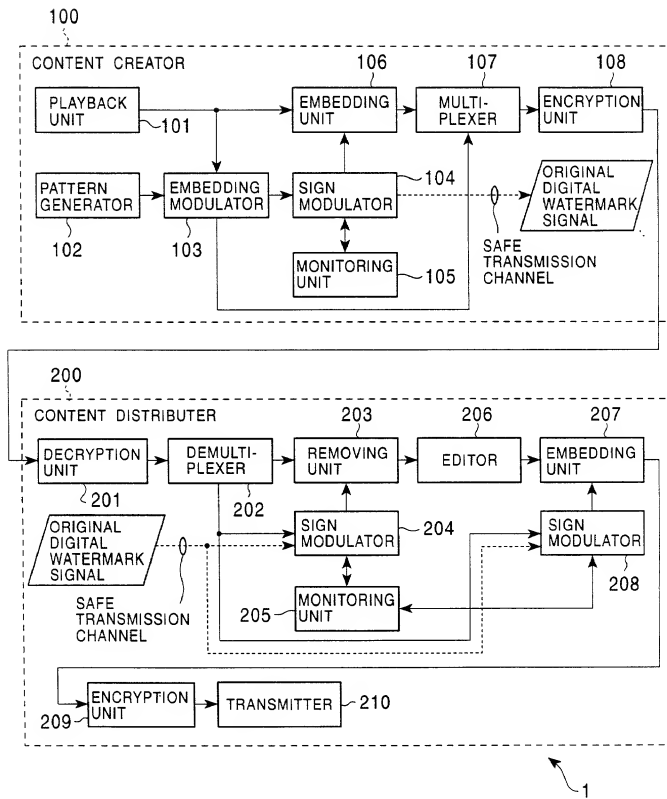 100
CONTENT CREATOR
106
107
108
PLAYBACK
UNIT
101
EMBEDDING
UNIT
MULTI-
PLEXER
ENCRYPTION
UNIT
PATTERN
GENERATOR
102
EMBEDDING
MODULATOR
103
SIGN
MODULATOR
104
ORIGINAL
DIGITAL
WATERMARK
SIGNAL
SAFE
TRANSMISSION
CHANNEL
MONITORING
UNIT
105
200
CONTENT DISTRIBUTER
203
206
207
DECRYPTION
UNIT
201
DEMULTI-
PLEXER
202
REMOVING
UNIT
EDITOR
EMBEDDING
UNIT
ORIGINAL
DIGITAL
WATERMARK
SIGNAL
SAFE
TRANSMISSION
CHANNEL
SIGN
MODULATOR
204
SIGN
MODULATOR
208
MONITORING
UNIT
205
ENCRYPTION
UNIT
209
TRANSMITTER
210
1